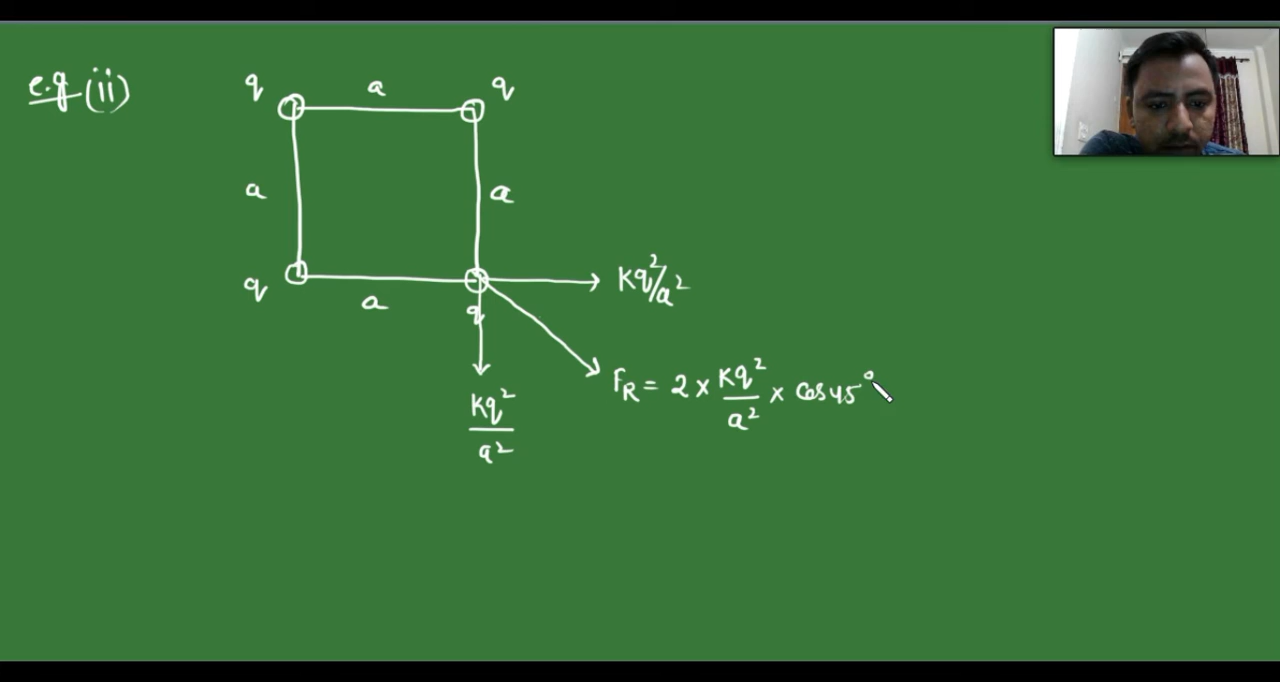 e.g (ii)
q a q
a a
q a q
Kq²/a²
F_R = 2 × Kq²/a² × cos45°
Kq²/a²